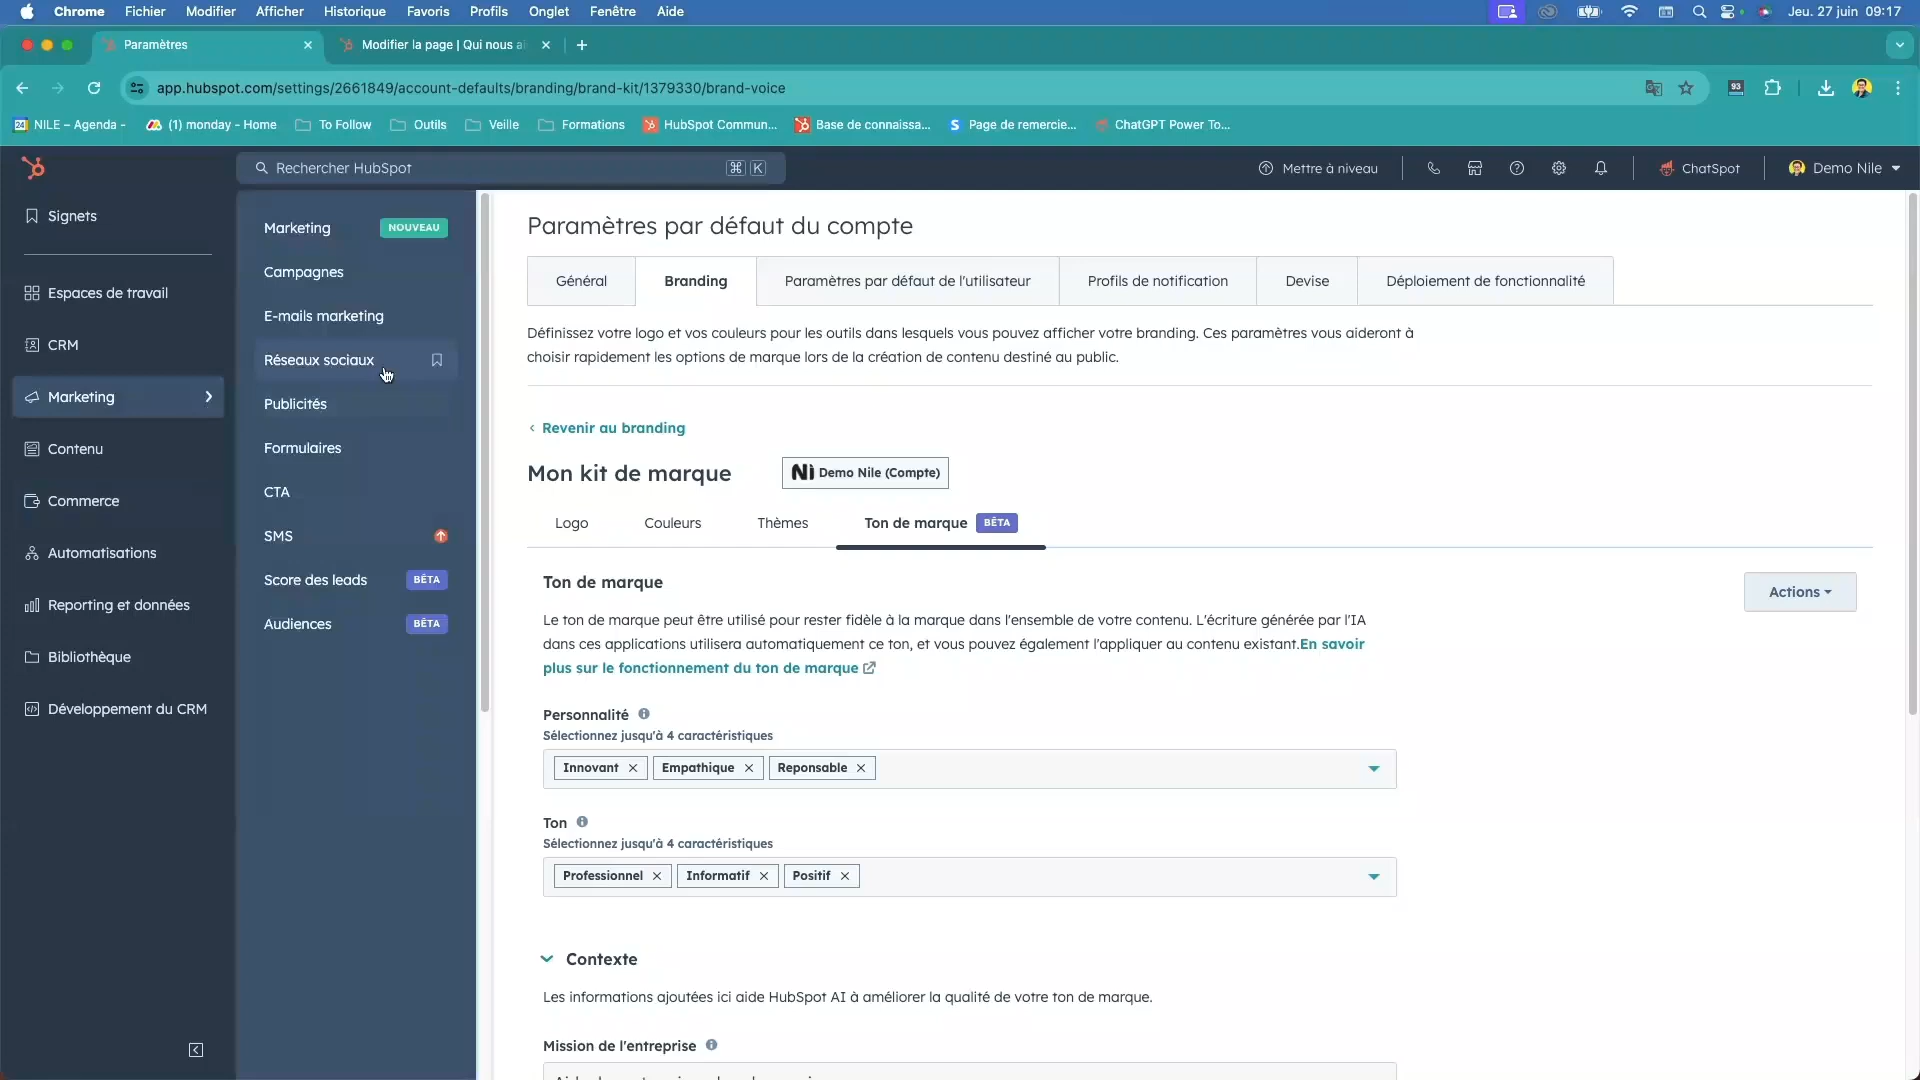 Chrome Fichier Modifier Afficher Historique Favoris Profils Onglet Fenêtre Aide
Jeu. 27 juin 09:17
Paramètres
Modifier la page | Qui nous a
app.hubspot.com/settings/2661849/account-defaults/branding/brand-kit/1379330/brand-voice
93
24 NILE – Agenda -
(1) monday - Home
To Follow
Outils
Veille
Formations
HubSpot Commun...
Base de connaissa...
Page de remercie...
ChatGPT Power To...
Rechercher HubSpot
⌘ K
Mettre à niveau
ChatSpot
Demo Nile
Signets
Espaces de travail
CRM
Marketing
Contenu
Commerce
Automatisations
Reporting et données
Bibliothèque
Développement du CRM
Marketing NOUVEAU
Campagnes
E-mails marketing
Réseaux sociaux
Publicités
Formulaires
CTA
SMS
Score des leads BÊTA
Audiences BÊTA
Paramètres par défaut du compte
Général
Branding
Paramètres par défaut de l'utilisateur
Profils de notification
Devise
Déploiement de fonctionnalité
Définissez votre logo et vos couleurs pour les outils dans lesquels vous pouvez afficher votre branding. Ces paramètres vous aideront à
choisir rapidement les options de marque lors de la création de contenu destiné au public.
Revenir au branding
Mon kit de marque
Nì Demo Nile (Compte)
Logo
Couleurs
Thèmes
Ton de marque BÊTA
Ton de marque
Actions
Le ton de marque peut être utilisé pour rester fidèle à la marque dans l'ensemble de votre contenu. L'écriture générée par l'IA
dans ces applications utilisera automatiquement ce ton, et vous pouvez également l'appliquer au contenu existant.En savoir
plus sur le fonctionnement du ton de marque
Personnalité
Sélectionnez jusqu'à 4 caractéristiques
Innovant
Empathique
Reponsable
Ton
Sélectionnez jusqu'à 4 caractéristiques
Professionnel
Informatif
Positif
Contexte
Les informations ajoutées ici aide HubSpot AI à améliorer la qualité de votre ton de marque.
Mission de l'entreprise